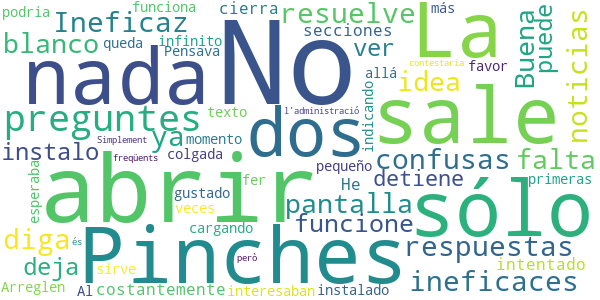 podria funciona cierra resuelve La más
Ineficaz secciones Buena
blanco queda infinito No ver puede
Pensava allá contestaria favor noticias
nada idea
texto l'administració indicando sale
preguntes ya momento dos
Simplement
instalo freqüents colgada confusas falta
esperaba abrir pequeño detiene primeras
fer He
gustado pantalla sólo
veces
diga cargando funcione
és Pinches respuestas
deja sirve però intentado
Arreglen Al costantemente interesaban instalado ineficaces